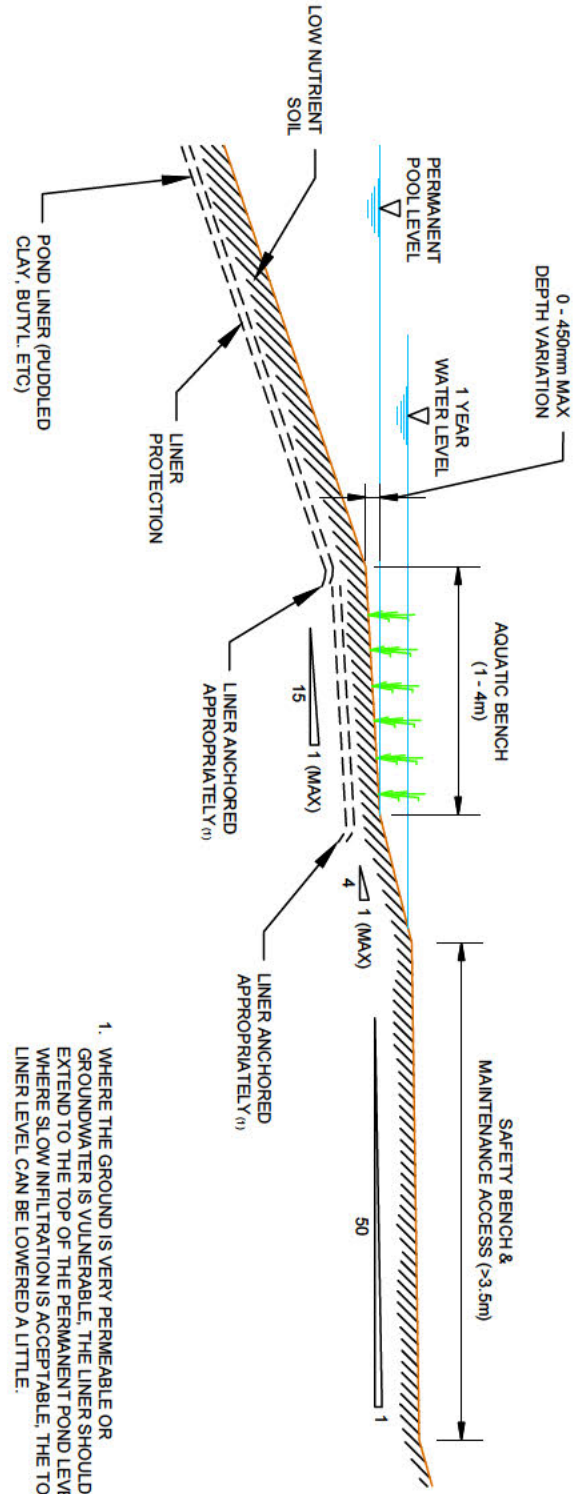 0 - 450mm MAX
DEPTH VARIATION
PERMANENT
POOL LEVEL
1 YEAR
WATER LEVEL
AQUATIC BENCH
(1 - 4m)
SAFETY BENCH &
MAINTENANCE ACCESS (>3.5m)
LOW NUTRIENT
SOIL
POND LINER (PUDDLED
CLAY, BUTYL. ETC)
LINER
PROTECTION
LINER ANCHORED
APPROPRIATELY (1)
15
1 (MAX)
4
1 (MAX)
LINER ANCHORED
APPROPRIATELY (1)
50
1
1. WHERE THE GROUND IS VERY PERMEABLE OR
GROUNDWATER IS VULNERABLE, THE LINER SHOULD
EXTEND TO THE TOP OF THE PERMANENT POND LEVE
WHERE SLOW INFILTRATION IS ACCEPTABLE, THE TO
LINER LEVEL CAN BE LOWERED A LITTLE.